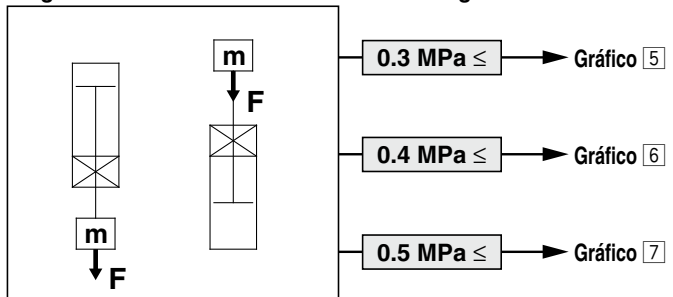 m
F
m
F
0.3 MPa ≤ Gráfico 5
0.4 MPa ≤ Gráfico 6
0.5 MPa ≤ Gráfico 7